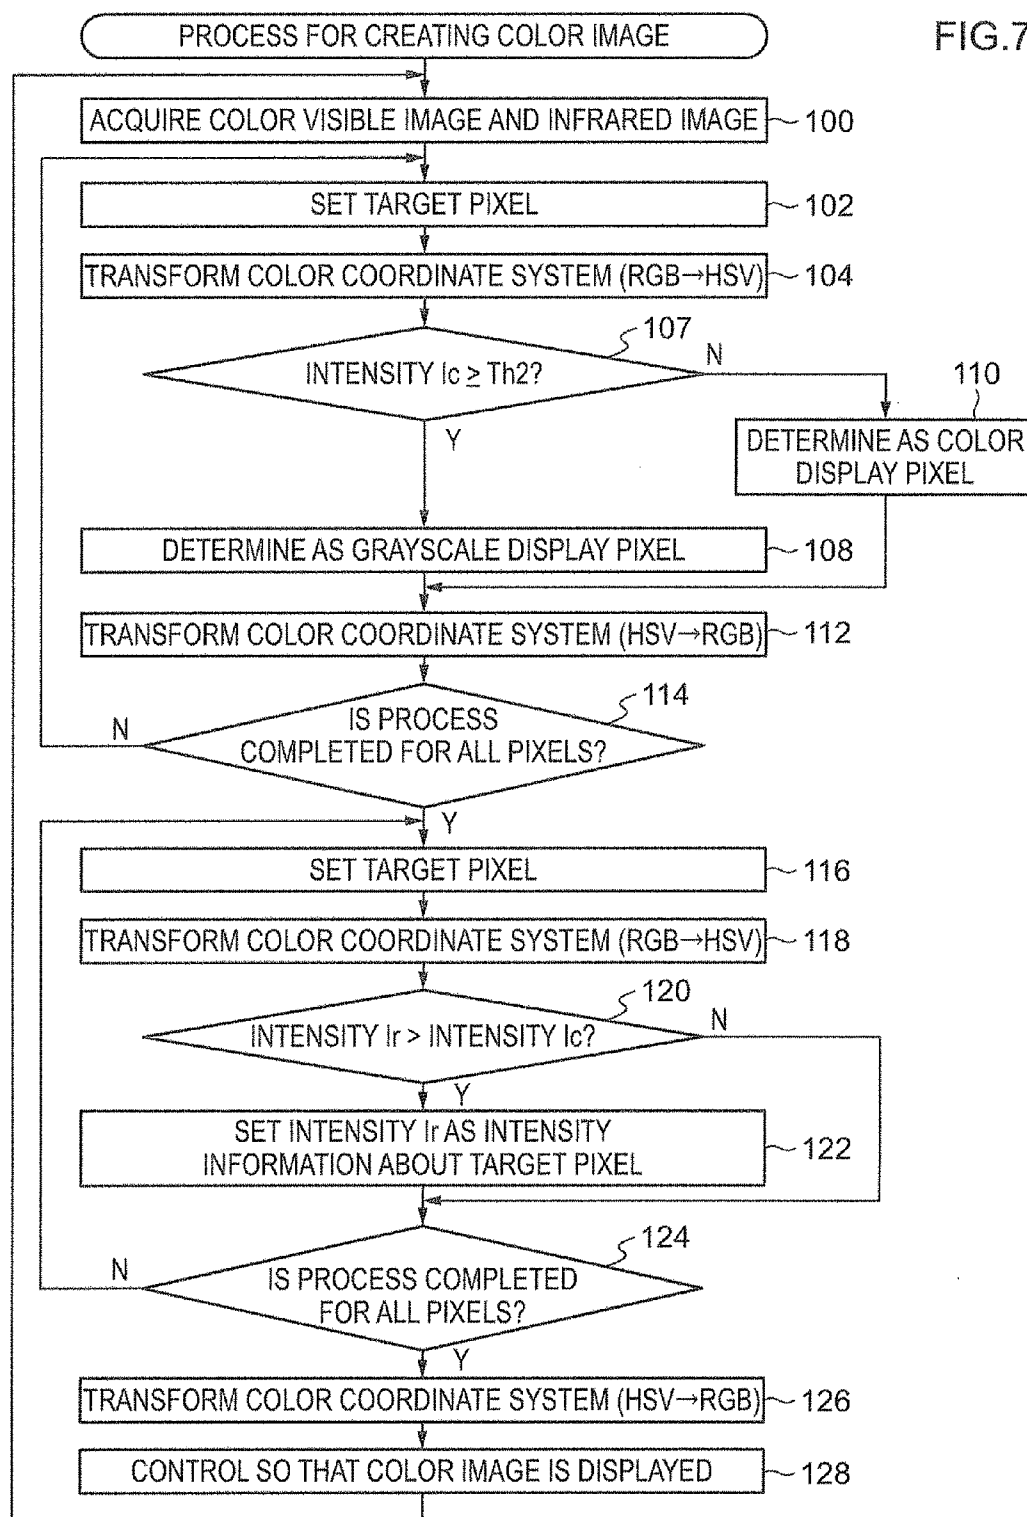 PROCESS FOR CREATING COLOR IMAGE
FIG.7
ACQUIRE COLOR VISIBLE IMAGE AND INFRARED IMAGE
100
SET TARGET PIXEL
102
TRANSFORM COLOR COORDINATE SYSTEM (RGB→HSV)
104
107
INTENSITY Ic ≥ Th2?
N
Y
110
DETERMINE AS COLOR
DISPLAY PIXEL
DETERMINE AS GRAYSCALE DISPLAY PIXEL
108
TRANSFORM COLOR COORDINATE SYSTEM (HSV→RGB)
112
114
IS PROCESS
COMPLETED FOR ALL PIXELS?
N
Y
SET TARGET PIXEL
116
TRANSFORM COLOR COORDINATE SYSTEM (RGB→HSV)
118
120
INTENSITY Ir > INTENSITY Ic?
N
Y
SET INTENSITY Ir AS INTENSITY
INFORMATION ABOUT TARGET PIXEL
122
124
IS PROCESS COMPLETED
FOR ALL PIXELS?
N
Y
TRANSFORM COLOR COORDINATE SYSTEM (HSV→RGB)
126
CONTROL SO THAT COLOR IMAGE IS DISPLAYED
128